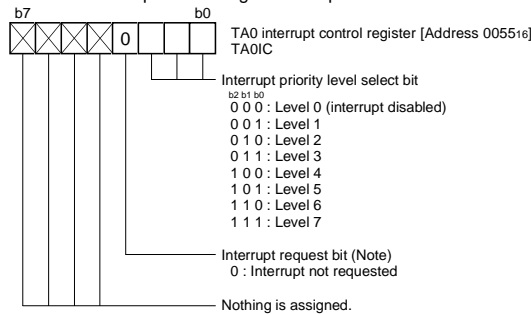 b7 b0
0
TA0 interrupt control register [Address 005516]
TA0IC
Interrupt priority level select bit
b2 b1 b0
0 0 0 : Level 0 (interrupt disabled)
0 0 1 : Level 1
0 1 0 : Level 2
0 1 1 : Level 3
1 0 0 : Level 4
1 0 1 : Level 5
1 1 0 : Level 6
1 1 1 : Level 7
Interrupt request bit (Note)
0 : Interrupt not requested
Nothing is assigned.